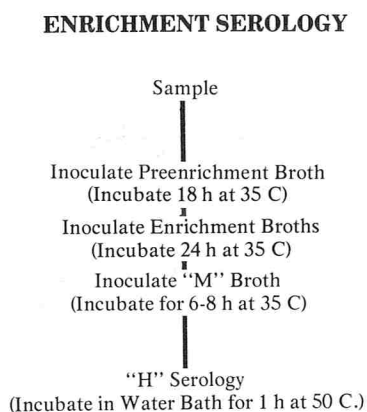 ENRICHMENT SEROLOGY
Sample
Inoculate Preenrichment Broth
(Incubate 18 h at 35 C)
Inoculate Enrichment Broths
(Incubate 24 h at 35 C)
Inoculate “M” Broth
(Incubate for 6-8 h at 35 C)
“H” Serology
(Incubate in Water Bath for 1 h at 50 C.)